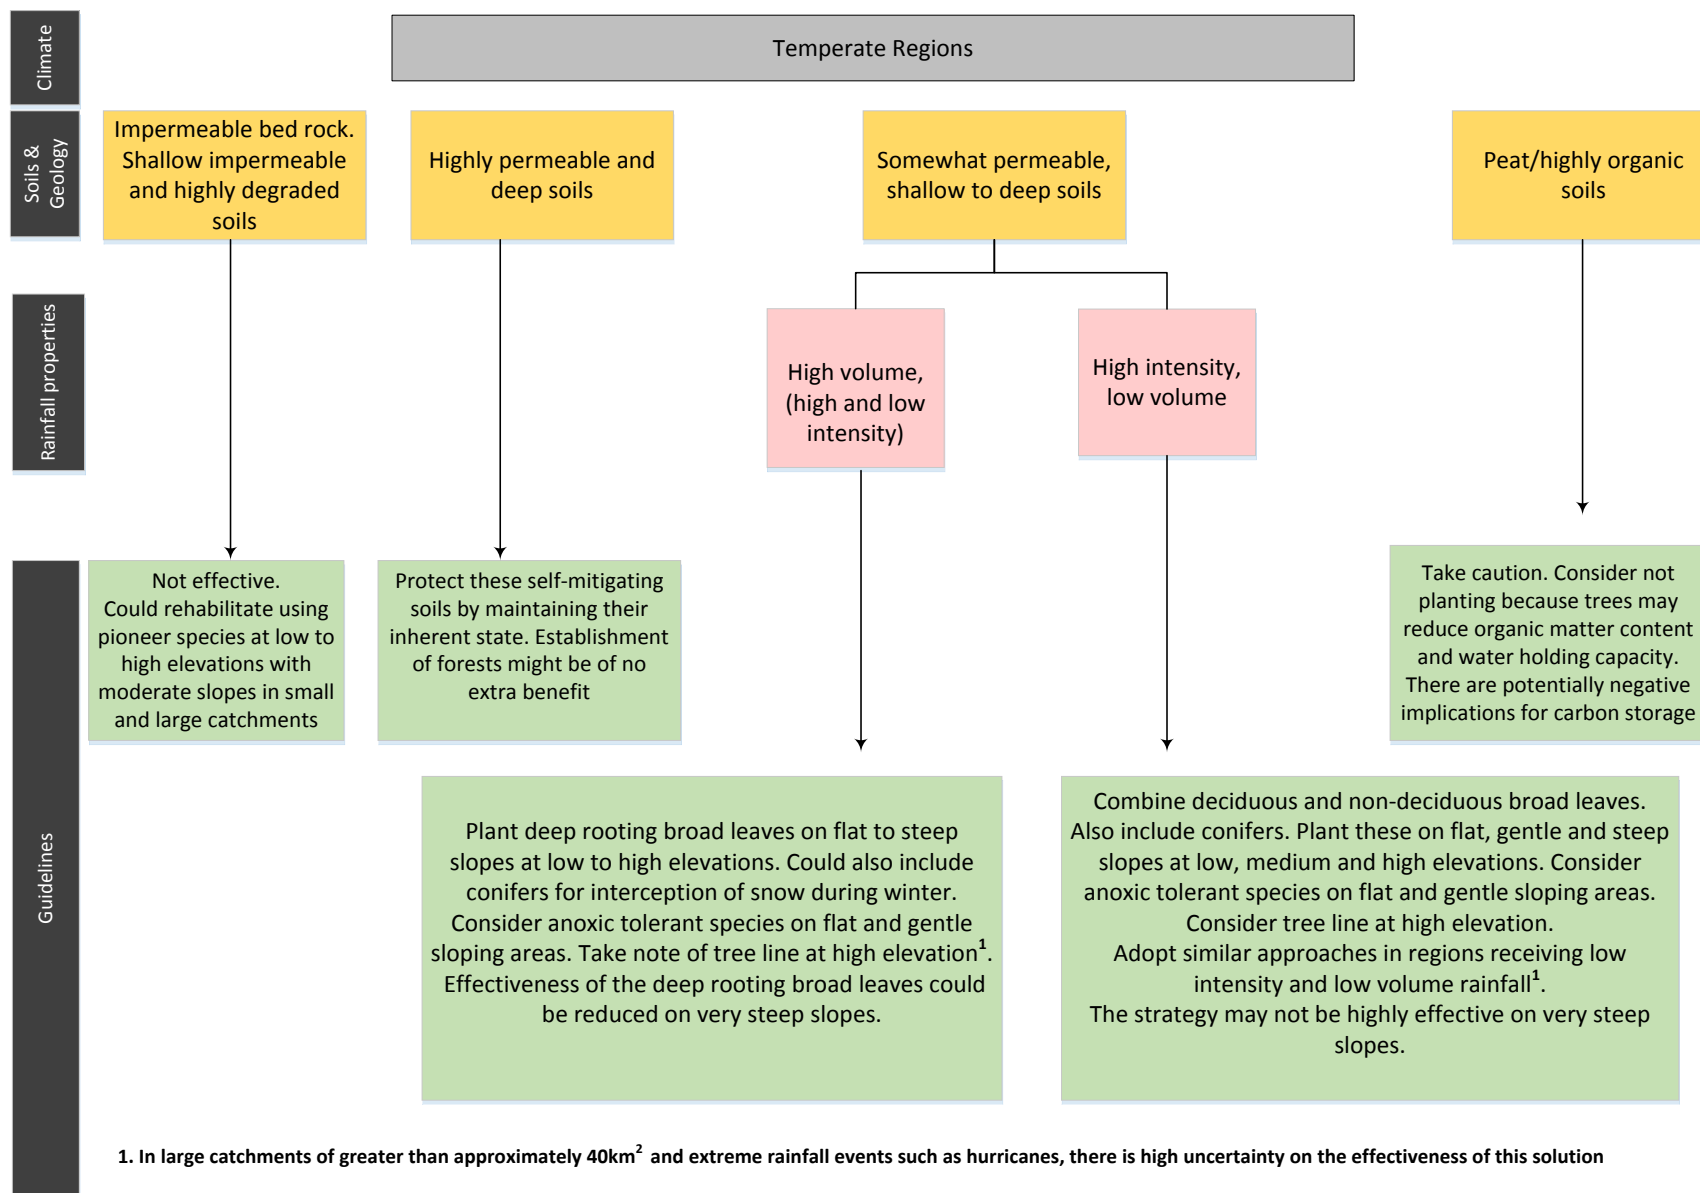 Climate
Temperate Regions
Soils &
Geology
Impermeable bed rock.
Shallow impermeable
and highly degraded
soils
Highly permeable and
deep soils
Somewhat permeable,
shallow to deep soils
Peat/highly organic
soils
Rainfall properties
High volume,
(high and low
intensity)
High intensity,
low volume
Guidelines
Not effective.
Could rehabilitate using
pioneer species at low to
high elevations with
moderate slopes in small
and large catchments
Protect these self-mitigating
soils by maintaining their
inherent state. Establishment
of forests might be of no
extra benefit
Take caution. Consider not
planting because trees may
reduce organic matter content
and water holding capacity.
There are potentially negative
implications for carbon storage
Plant deep rooting broad leaves on flat to steep
slopes at low to high elevations. Could also include
conifers for interception of snow during winter.
Consider anoxic tolerant species on flat and gentle
sloping areas. Take note of tree line at high elevation¹.
Effectiveness of the deep rooting broad leaves could
be reduced on very steep slopes.
Combine deciduous and non-deciduous broad leaves.
Also include conifers. Plant these on flat, gentle and steep
slopes at low, medium and high elevations. Consider
anoxic tolerant species on flat and gentle sloping areas.
Consider tree line at high elevation.
Adopt similar approaches in regions receiving low
intensity and low volume rainfall¹.
The strategy may not be highly effective on very steep
slopes.
1. In large catchments of greater than approximately 40km² and extreme rainfall events such as hurricanes, there is high uncertainty on the effectiveness of this solution